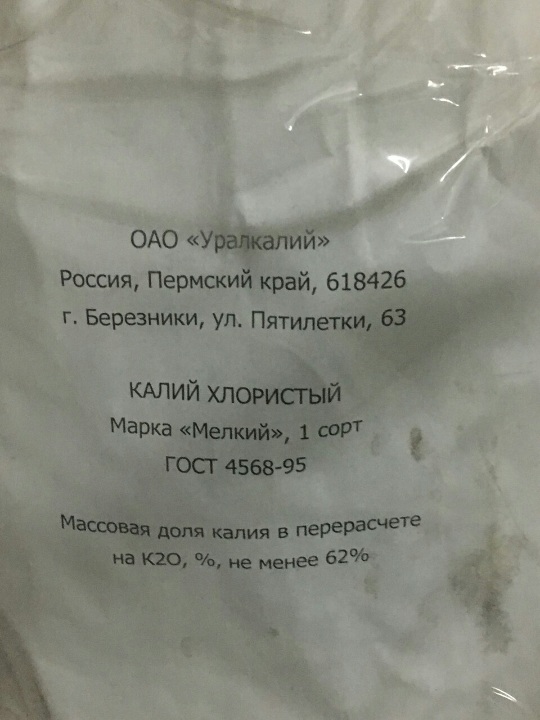 ОАО «Уралкалий»
Россия, Пермский край, 618426
г. Березники, ул. Пятилетки, 63
КАЛИЙ ХЛОРИСТЫЙ
Марка «Мелкий», 1 сорт
ГОСТ 4568-95
Массовая доля калия в перерасчете
на К2О, %, не менее 62%